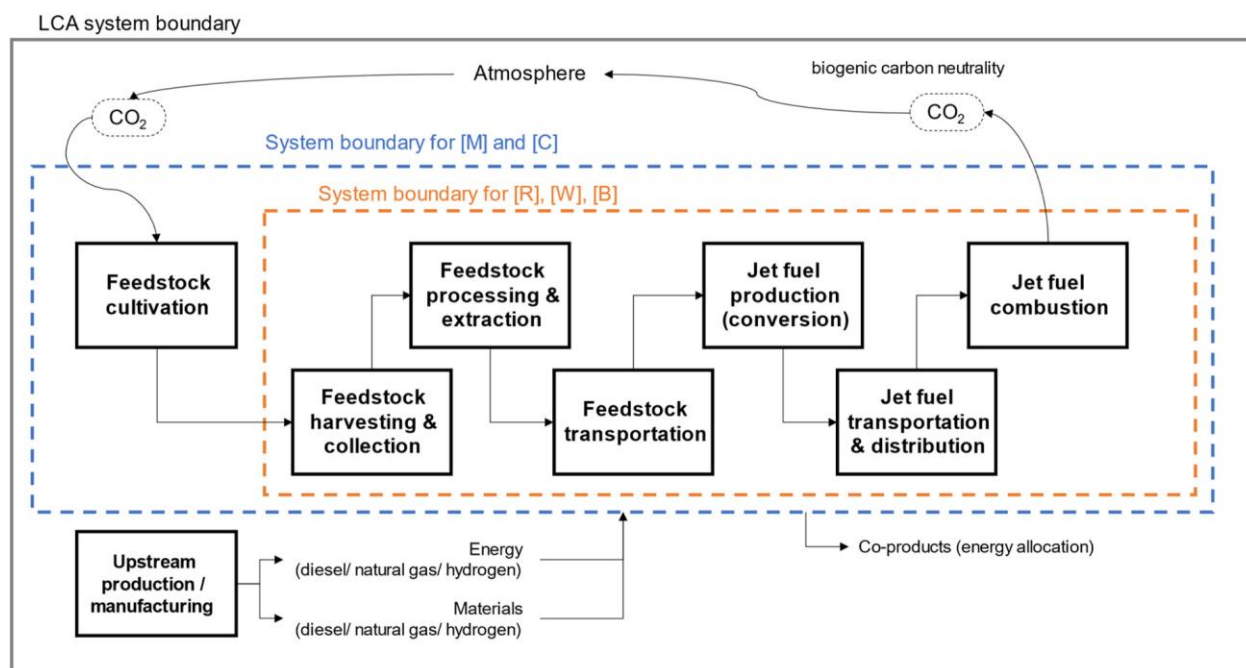 LCA system boundary
Atmosphere
biogenic carbon neutrality
CO₂
CO₂
System boundary for [M] and [C]
System boundary for [R], [W], [B]
Feedstock
cultivation
Feedstock
harvesting &
collection
Feedstock
processing &
extraction
Feedstock
transportation
Jet fuel
production
(conversion)
Jet fuel
transportation
& distribution
Jet fuel
combustion
Upstream
production /
manufacturing
Energy
(diesel/ natural gas/ hydrogen)
Materials
(diesel/ natural gas/ hydrogen)
Co-products (energy allocation)